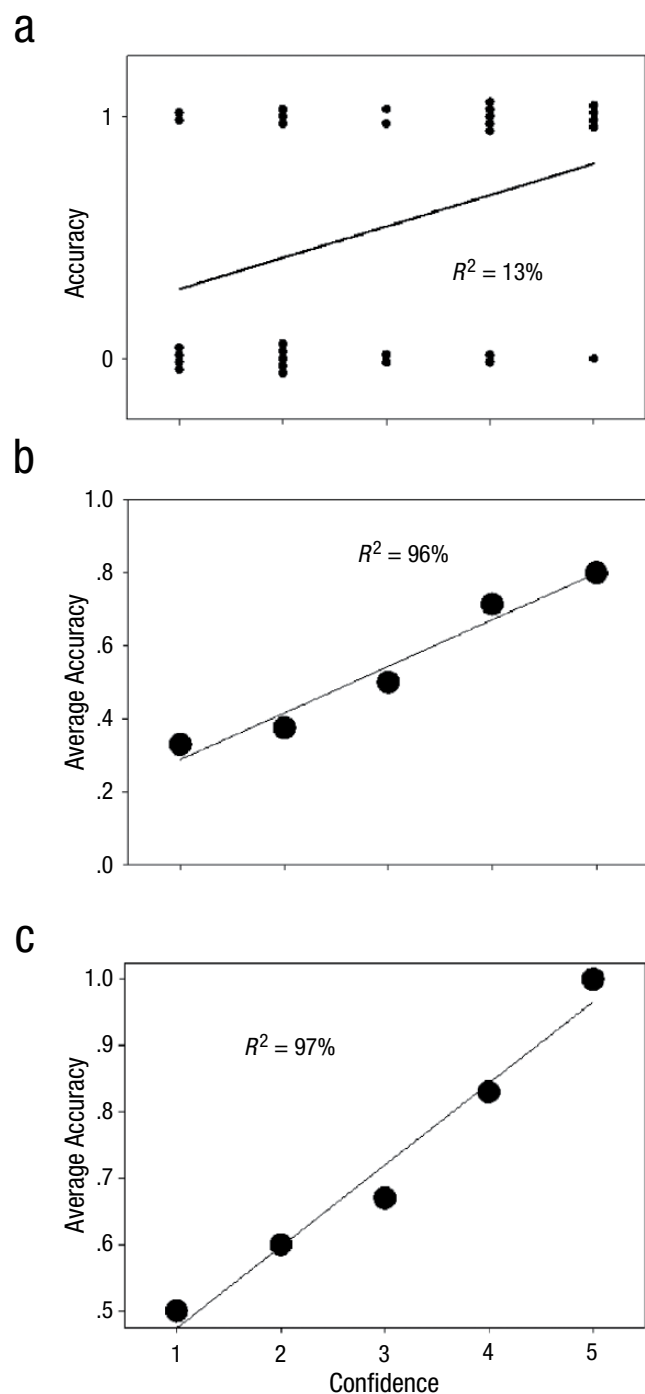 a
1
Accuracy
R² = 13%
0
b
1.0
R² = 96%
.8
.6
Average Accuracy
.4
.2
.0
c
1.0
R² = 97%
.9
.8
Average Accuracy
.7
.6
.5
1 2 3 4 5
Confidence